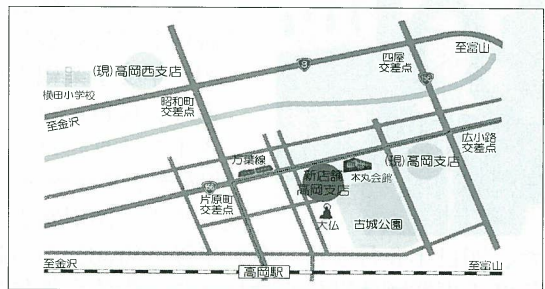 至富山
四屋
交差点
8
(現)高岡西支店
横田小学校
昭和町
交差点
至金沢
広小路
交差点
万葉線
(現)高岡支店
新店舗
高岡支店
本丸会館
片原町
交差点
大仏
古城公園
至金沢
高岡駅
至富山